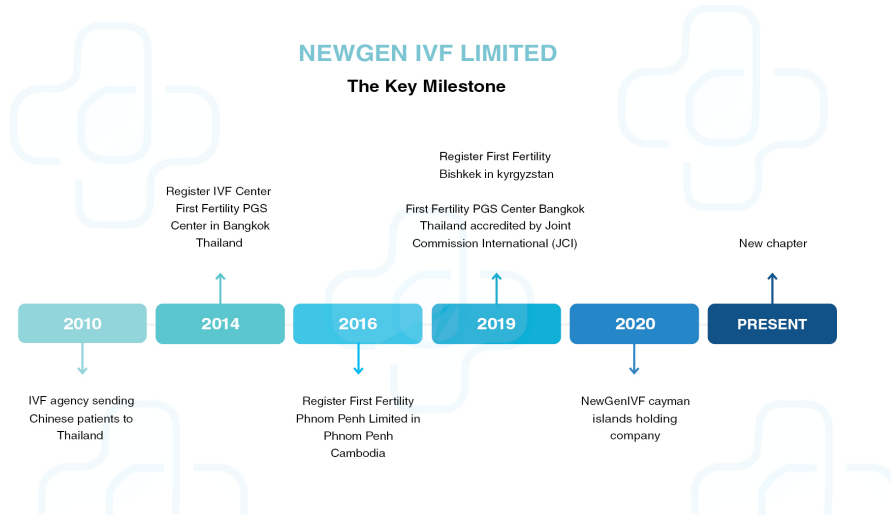 NEWGEN IVF LIMITED
The Key Milestone
2010
IVF agency sending
Chinese patients to
Thailand
2014
Register IVF Center
First Fertility PGS
Center in Bangkok
Thailand
2016
Register First Fertility
Phnom Penh Limited in
Phnom Penh
Cambodia
2019
Register First Fertility
Bishkek in kyrgyzstan
First Fertility PGS Center Bangkok
Thailand accredited by Joint
Commission International (JCI)
2020
NewGenIVF cayman
islands holding
company
PRESENT
New chapter